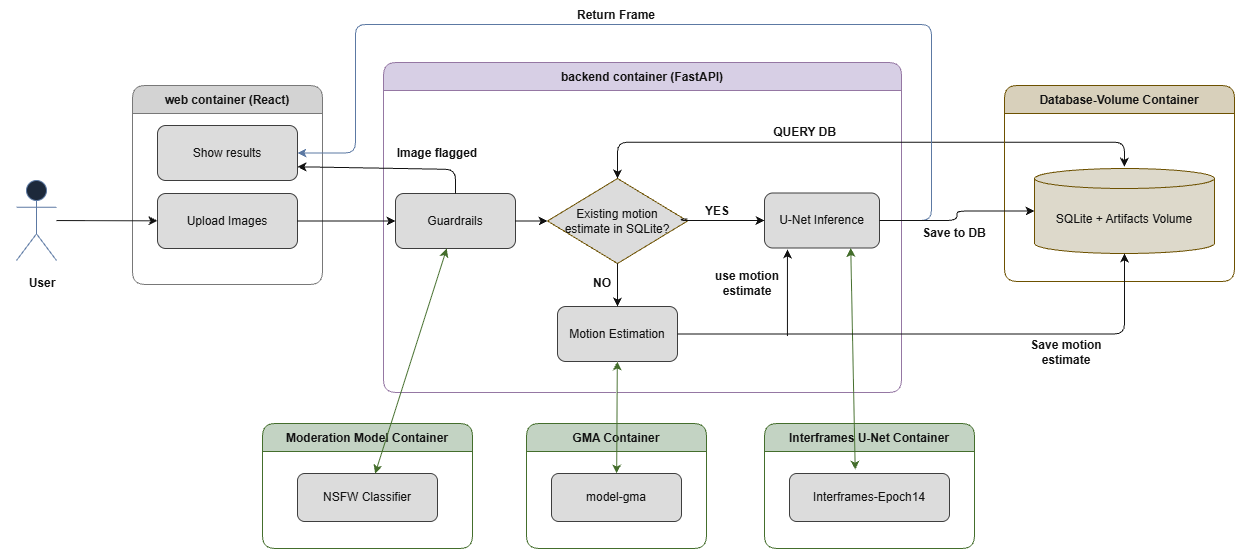 Return Frame
backend container (FastAPI)
web container (React)
Database-Volume Container
Show results
Image flagged
QUERY DB
Upload Images
Guardrails
Existing motion
estimate in SQLite?
YES
U-Net Inference
Save to DB
SQLite + Artifacts Volume
User
NO
use motion
estimate
Motion Estimation
Save motion
estimate
Moderation Model Container
GMA Container
Interframes U-Net Container
NSFW Classifier
model-gma
Interframes-Epoch14